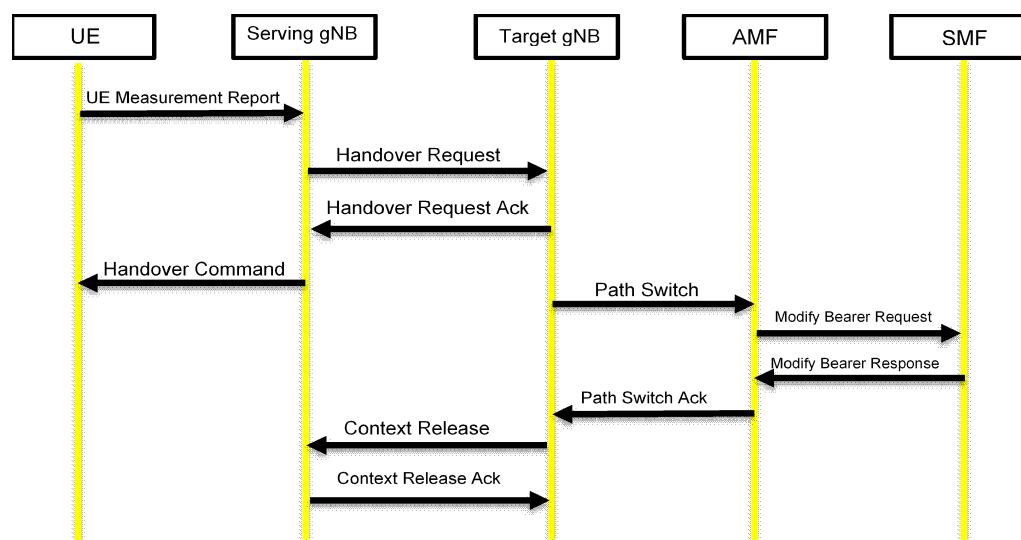 UE
Serving gNB
Target gNB
AMF
SMF
UE Measurement Report
Handover Request
Handover Request Ack
Handover Command
Path Switch
Modify Bearer Request
Modify Bearer Response
Path Switch Ack
Context Release
Context Release Ack